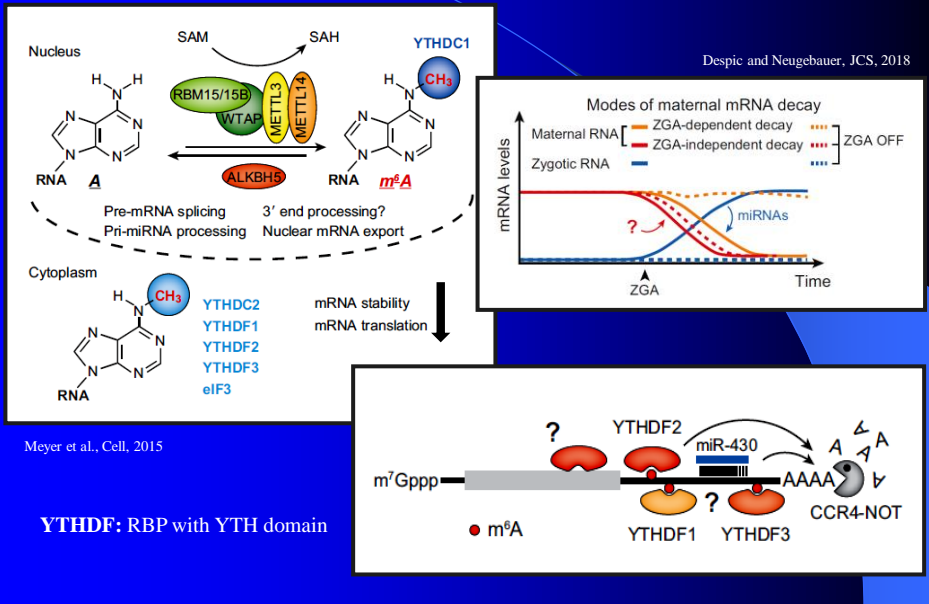 Nucleus
SAM
SAH
YTHDC1
H
H
N
CH3
H
N
RBM15/15B
WTAP
METTL3
METTL14
N
N
N
N
N
N
N
N
RNA
A
ALKBH5
RNA
m6A
Pre-mRNA splicing
3′ end processing?
Pri-miRNA processing
Nuclear mRNA export
Cytoplasm
H
CH3
N
N
N
N
N
RNA
YTHDC2
YTHDF1
YTHDF2
YTHDF3
eIF3
mRNA stability
mRNA translation
Meyer et al., Cell, 2015
Despic and Neugebauer, JCS, 2018
Modes of maternal mRNA decay
Maternal RNA
ZGA-dependent decay
ZGA-independent decay
ZGA OFF
Zygotic RNA
mRNA levels
miRNAs
?
ZGA
Time
?
YTHDF2
miR-430
A
A
A
A
A
m7Gppp
AAAA
CCR4-NOT
m6A
YTHDF1
?
YTHDF3
YTHDF: RBP with YTH domain